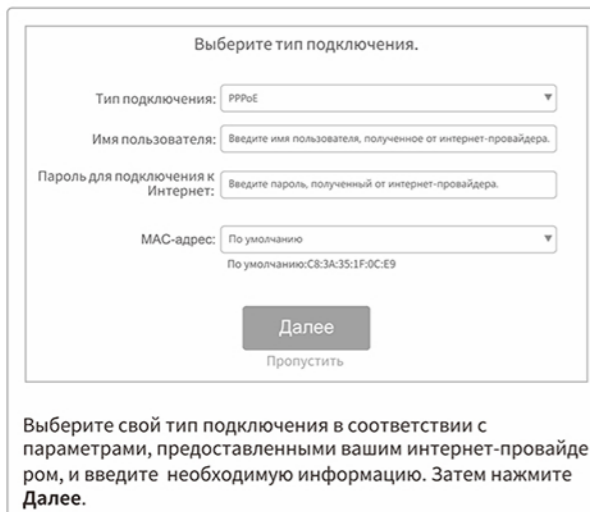 Выберите тип подключения.
Тип подключения: PPPoE
Имя пользователя: Введите имя пользователя, полученное от интернет-провайдера.
Пароль для подключения к
Интернет: Введите пароль, полученный от интернет-провайдера.
MAC-адрес: По умолчанию
По умолчанию:C8:3A:35:1F:0C:E9
Далее
Пропустить
Выберите свой тип подключения в соответствии с
параметрами, предоставленными вашим интернет-провайде
ром, и введите необходимую информацию. Затем нажмите
Далее.